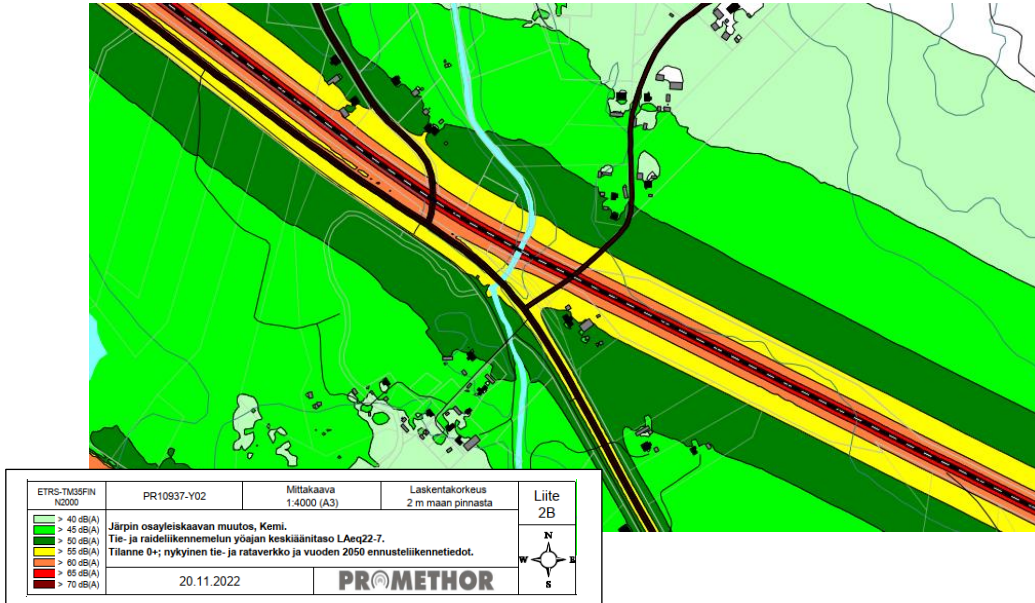 ETRS-TM35FIN
N2000
PR10937-Y02
Mittakaava
1:4000 (A3)
Laskentakorkeus
2 m maan pinnasta
Liite
2B
> 40 dB(A)
> 45 dB(A)
> 50 dB(A)
> 55 dB(A)
> 60 dB(A)
> 65 dB(A)
> 70 dB(A)
Järpin osayleiskaavan muutos, Kemi.
Tie- ja raideliikennemelun yöajan keskiäänitaso LAeq22-7.
Tilanne 0+; nykyinen tie- ja rataverkko ja vuoden 2050 ennusteliikennetiedot.
N
W E
S
20.11.2022
PROMETHOR